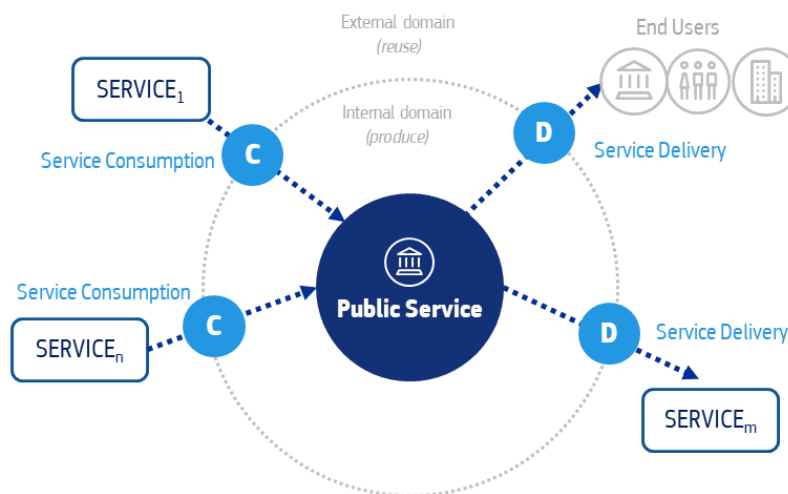 External domain
(reuse)
End Users
SERVICE1
Internal domain
(produce)
C
D
Service Consumption
Service Delivery
Public Service
Service Consumption
C
D
Service Delivery
SERVICEn
SERVICEm